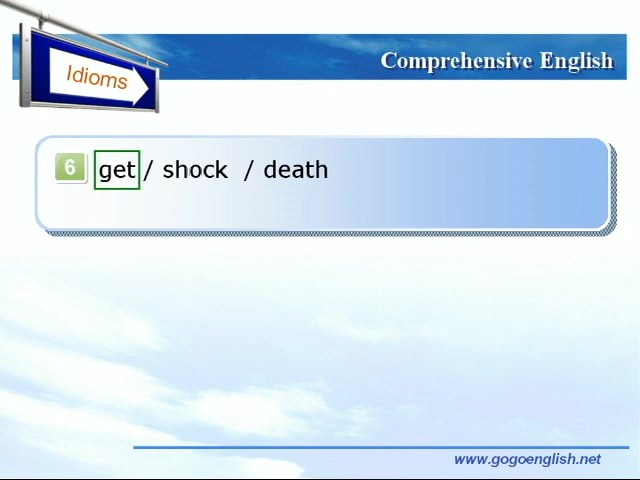 Idioms
Comprehensive English
6 get / shock / death
www.gogoenglish.net